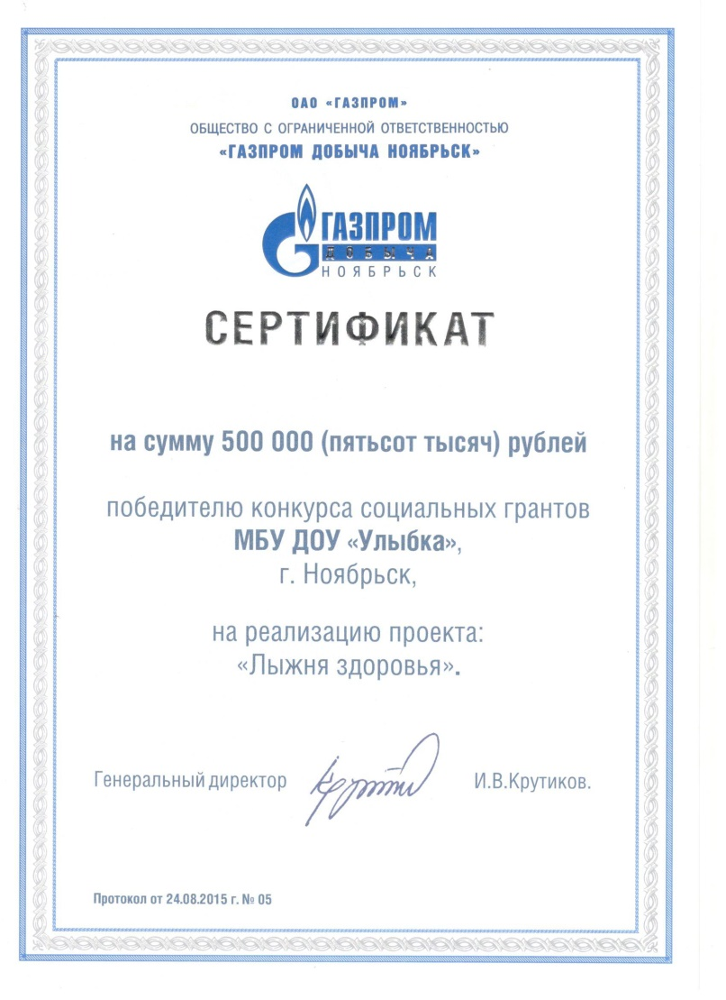 ОАО «ГАЗПРОМ»
ОБЩЕСТВО С ОГРАНИЧЕННОЙ ОТВЕТСТВЕННОСТЬЮ
«ГАЗПРОМ ДОБЫЧА НОЯБРЬСК»
ГАЗПРОМ
ДОБЫЧА
НОЯБРЬСК
СЕРТИФИКАТ
на сумму 500 000 (пятьсот тысяч) рублей
победителю конкурса социальных грантов
МБУ ДОУ «Улыбка»,
г. Ноябрьск,
на реализацию проекта:
«Лыжня здоровья».
Генеральный директор И.В.Крутиков.
Протокол от 24.08.2015 г. № 05